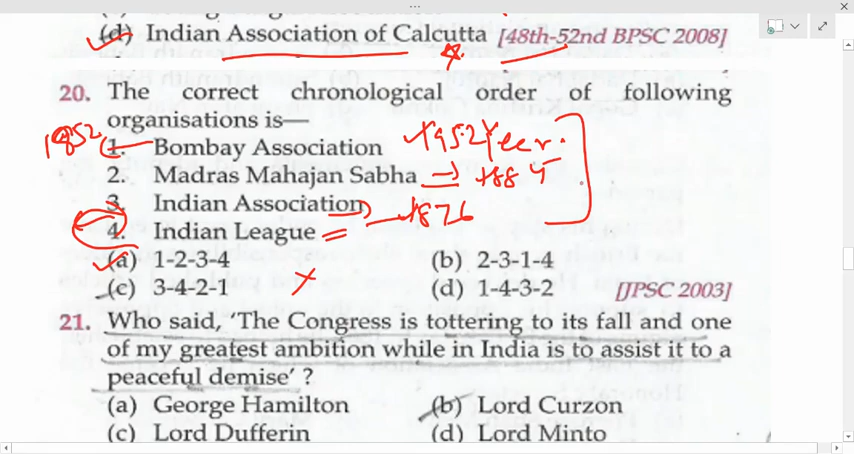 (d) Indian Association of Calcutta [48th-52nd BPSC 2008]
20. The correct chronological order of following
organisations is—
1852 1. Bombay Association 1952 Year.
2. Madras Mahajan Sabha 1884
3. Indian Association 1876
4. Indian League
(a) 1-2-3-4 (b) 2-3-1-4
(c) 3-4-2-1 (d) 1-4-3-2 [JPSC 2003]
21. Who said, ‘The Congress is tottering to its fall and one
of my greatest ambition while in India is to assist it to a
peaceful demise’ ?
(a) George Hamilton (b) Lord Curzon
(c) Lord Dufferin (d) Lord Minto